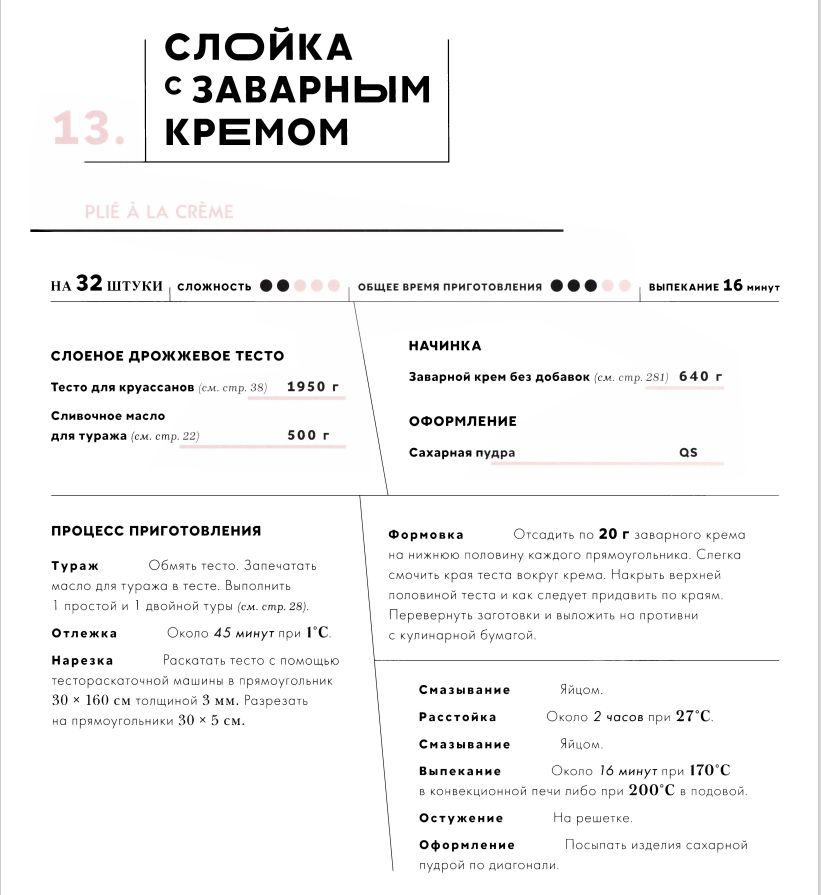 13.
СЛОЙКА
С ЗАВАРНЫМ
КРЕМОМ
PLIÉ À LA CRÈME
НА 32 ШТУКИ
СЛОЖНОСТЬ
ОБЩЕЕ ВРЕМЯ ПРИГОТОВЛЕНИЯ
ВЫПЕКАНИЕ 16 минут
СЛОЕНОЕ ДРОЖЖЕВОЕ ТЕСТО
Тесто для круассанов (см. стр. 38) 1950 г
Сливочное масло
для туража (см. стр. 22) 500 г
НАЧИНКА
Заварной крем без добавок (см. стр. 281) 640 г
ОФОРМЛЕНИЕ
Сахарная пудра QS
ПРОЦЕСС ПРИГОТОВЛЕНИЯ
Тураж Обмять тесто. Запечатать
масло для туража в тесте. Выполнить
1 простой и 1 двойной туры (см. стр. 28).
Отлежка Около 45 минут при 1°С.
Нарезка Раскатать тесто с помощью
тестораскаточной машины в прямоугольник
30 × 160 см толщиной 3 мм. Разрезать
на прямоугольники 30 × 5 см.
Формовка Отсадить по 20 г заварного крема
на нижнюю половину каждого прямоугольника. Слегка
смочить края теста вокруг крема. Накрыть верхней
половиной теста и как следует придавить по краям.
Перевернуть заготовки и выложить на противни
с кулинарной бумагой.
Смазывание Яйцом.
Расстойка Около 2 часов при 27°С.
Смазывание Яйцом.
Выпекание Около 16 минут при 170°С
в конвекционной печи либо при 200°С в подовой.
Остужение На решетке.
Оформление Посыпать изделия сахарной
пудрой по диагонали.